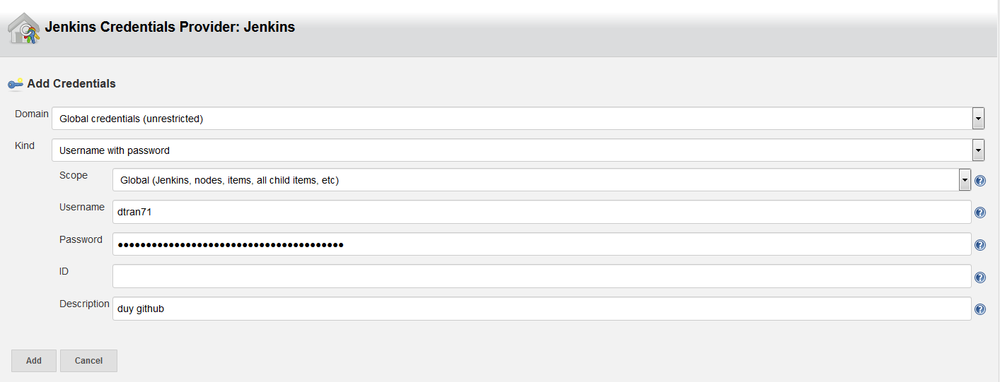 Jenkins Credentials Provider: Jenkins
Add Credentials
Domain Global credentials (unrestricted)
Kind Username with password
Scope Global (Jenkins, nodes, items, all child items, etc)
Username dtran71
Password ••••••••••••••••••••••••••••••••••••••••
ID
Description duy github
Add Cancel